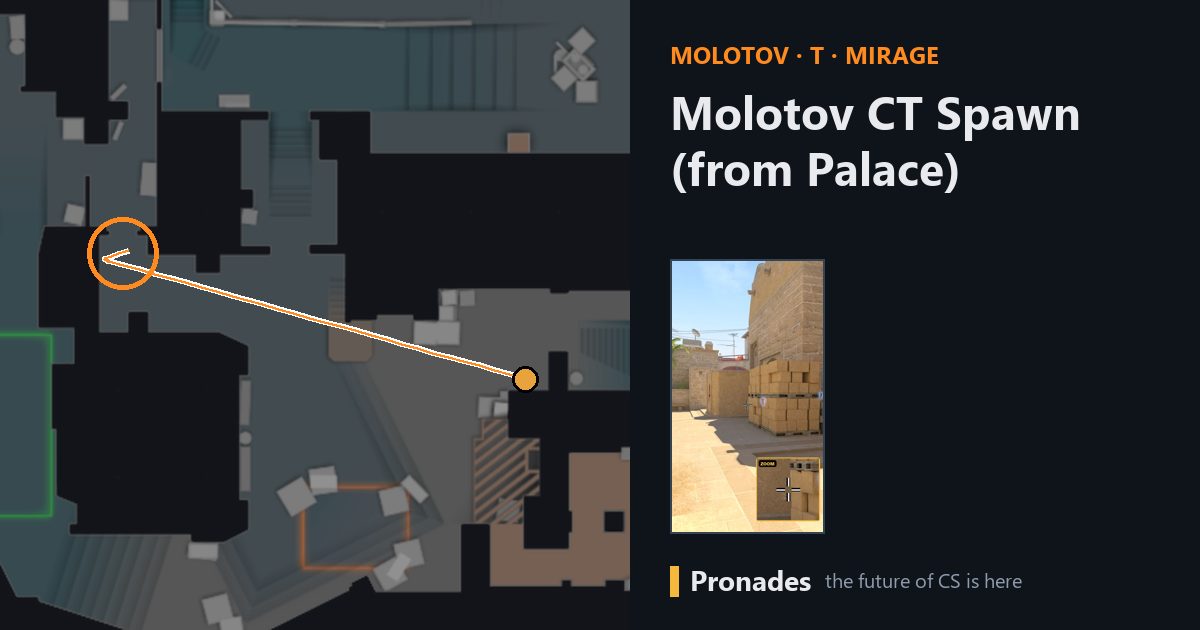 MOLOTOV · T · MIRAGE
Molotov CT Spawn
(from Palace)
ZOOM
Pronades the future of CS is here